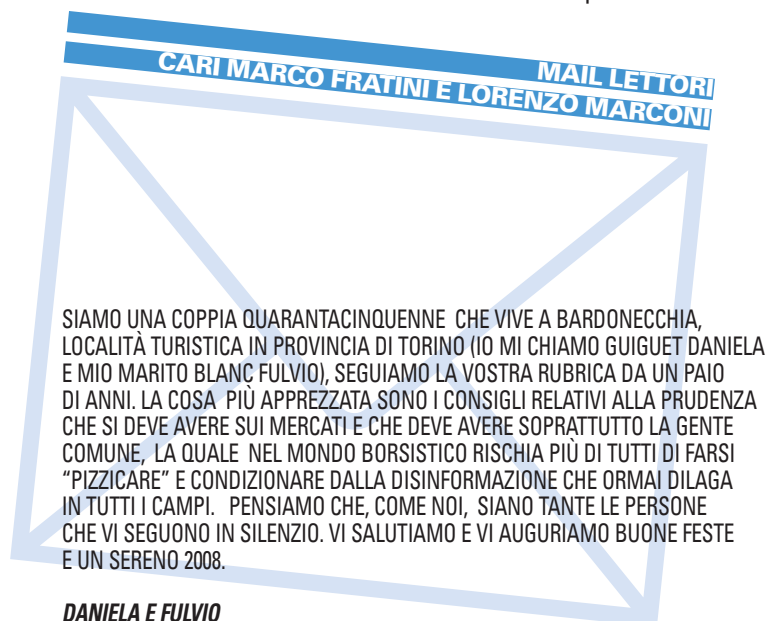 MAIL LETTORI
CARI MARCO FRATINI E LORENZO MARCONI
SIAMO UNA COPPIA QUARANTACINQUENNE CHE VIVE A BARDONECCHIA,
LOCALITÀ TURISTICA IN PROVINCIA DI TORINO (IO MI CHIAMO GUIGUET DANIELA
E MIO MARITO BLANC FULVIO), SEGUIAMO LA VOSTRA RUBRICA DA UN PAIO
DI ANNI. LA COSA PIÙ APPREZZATA SONO I CONSIGLI RELATIVI ALLA PRUDENZA
CHE SI DEVE AVERE SUI MERCATI E CHE DEVE AVERE SOPRATTUTTO LA GENTE
COMUNE, LA QUALE NEL MONDO BORSISTICO RISCHIA PIÙ DI TUTTI DI FARSI
“PIZZICARE” E CONDIZIONARE DALLA DISINFORMAZIONE CHE ORMAI DILAGA
IN TUTTI I CAMPI. PENSIAMO CHE, COME NOI, SIANO TANTE LE PERSONE
CHE VI SEGUONO IN SILENZIO. VI SALUTIAMO E VI AUGURIAMO BUONE FESTE
E UN SERENO 2008.
DANIELA E FULVIO